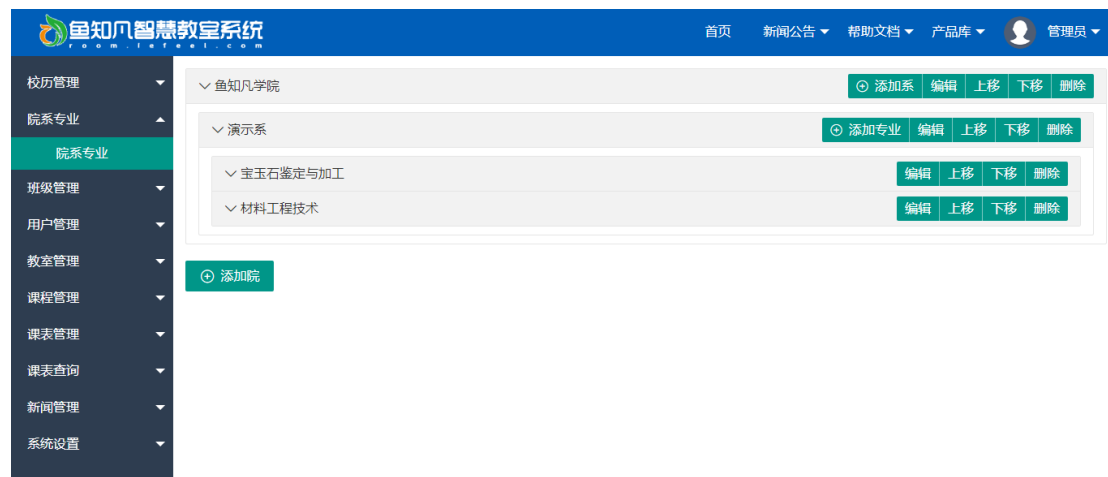 鱼知凡智慧教室系统
room.lefeel.com
首页 新闻公告 帮助文档 产品库 管理员
校历管理
院系专业
院系专业
班级管理
用户管理
教室管理
课程管理
课表管理
课表查询
新闻管理
系统设置
鱼知凡学院 添加系 编辑 上移 下移 删除
演示系 添加专业 编辑 上移 下移 删除
宝玉石鉴定与加工 编辑 上移 下移 删除
材料工程技术 编辑 上移 下移 删除
添加院